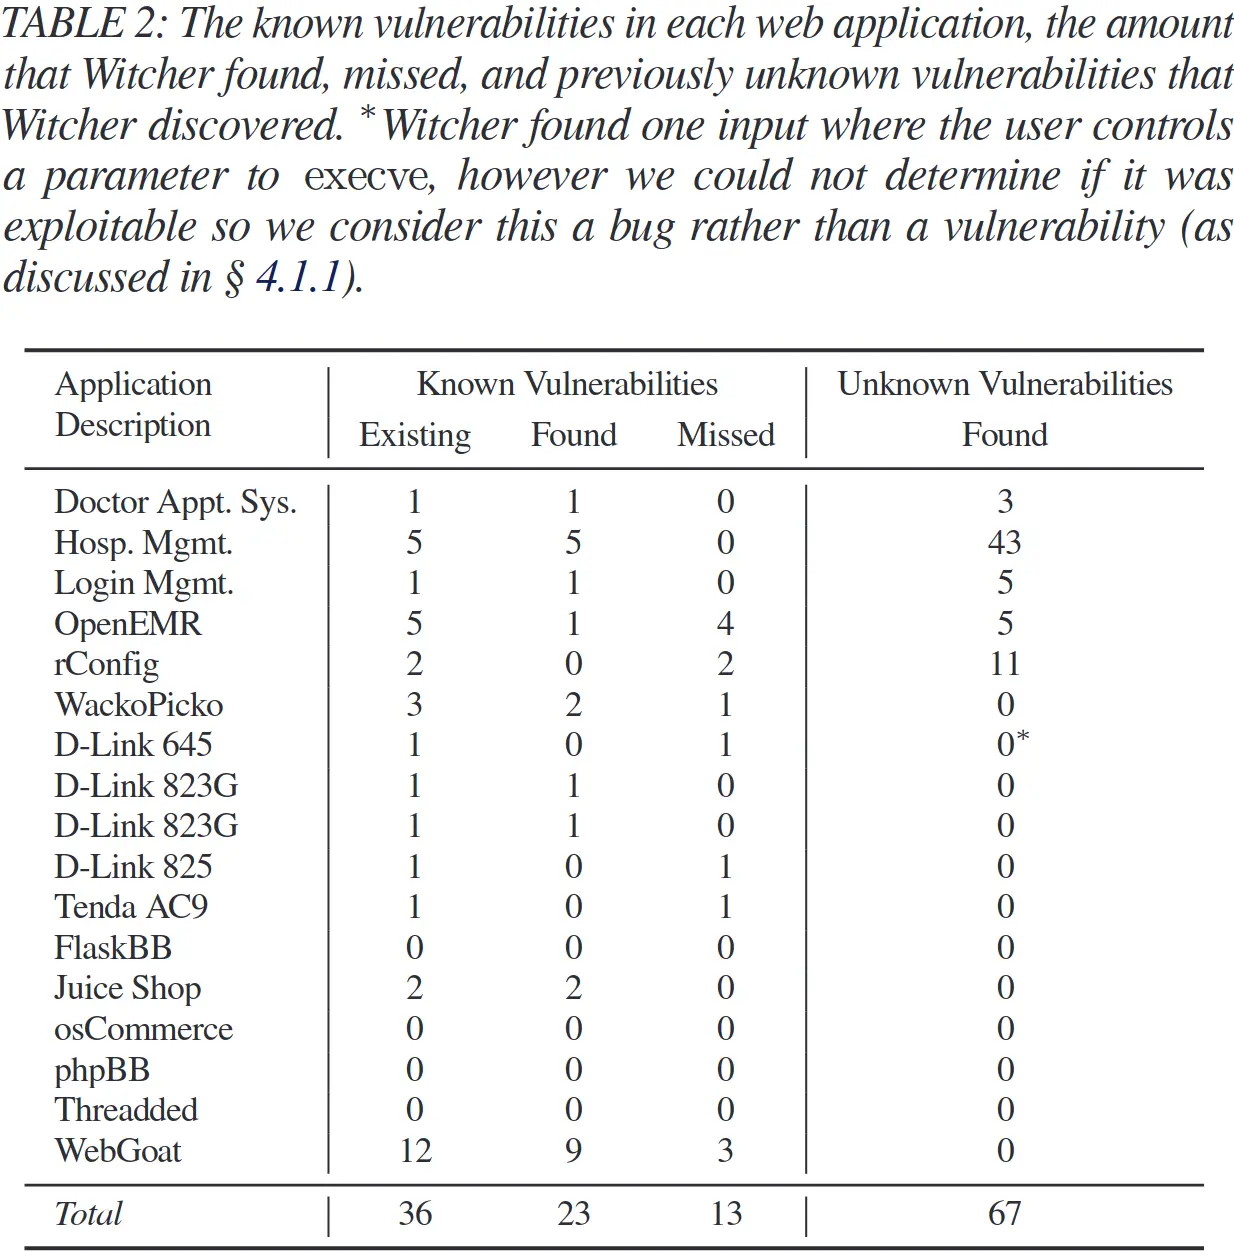 TABLE 2: The known vulnerabilities in each web application, the amount
that Witcher found, missed, and previously unknown vulnerabilities that
Witcher discovered. *Witcher found one input where the user controls
a parameter to execve, however we could not determine if it was
exploitable so we consider this a bug rather than a vulnerability (as
discussed in § 4.1.1).
Application Description Known Vulnerabilities Unknown Vulnerabilities
Existing Found Missed Found
Doctor Appt. Sys. 1 1 0 3
Hosp. Mgmt. 5 5 0 43
Login Mgmt. 1 1 0 5
OpenEMR 5 1 4 5
rConfig 2 0 2 11
WackoPicko 3 2 1 0
D-Link 645 1 0 1 0*
D-Link 823G 1 1 0 0
D-Link 823G 1 1 0 0
D-Link 825 1 0 1 0
Tenda AC9 1 0 1 0
FlaskBB 0 0 0 0
Juice Shop 2 2 0 0
osCommerce 0 0 0 0
phpBB 0 0 0 0
Threadded 0 0 0 0
WebGoat 12 9 3 0
Total 36 23 13 67